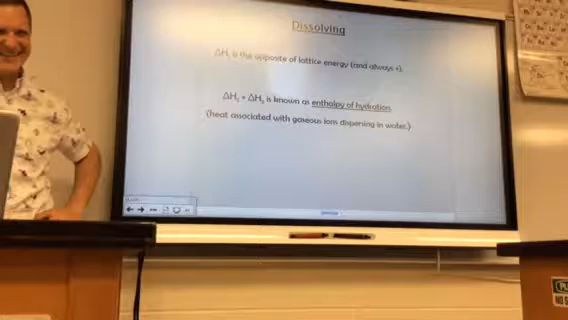 Dissolving
ΔH₁ is the opposite of lattice energy (and always +).
ΔH₂ + ΔH₃ is known as enthalpy of hydration.
(heat associated with gaseous ions dispersing in water.)
NO S